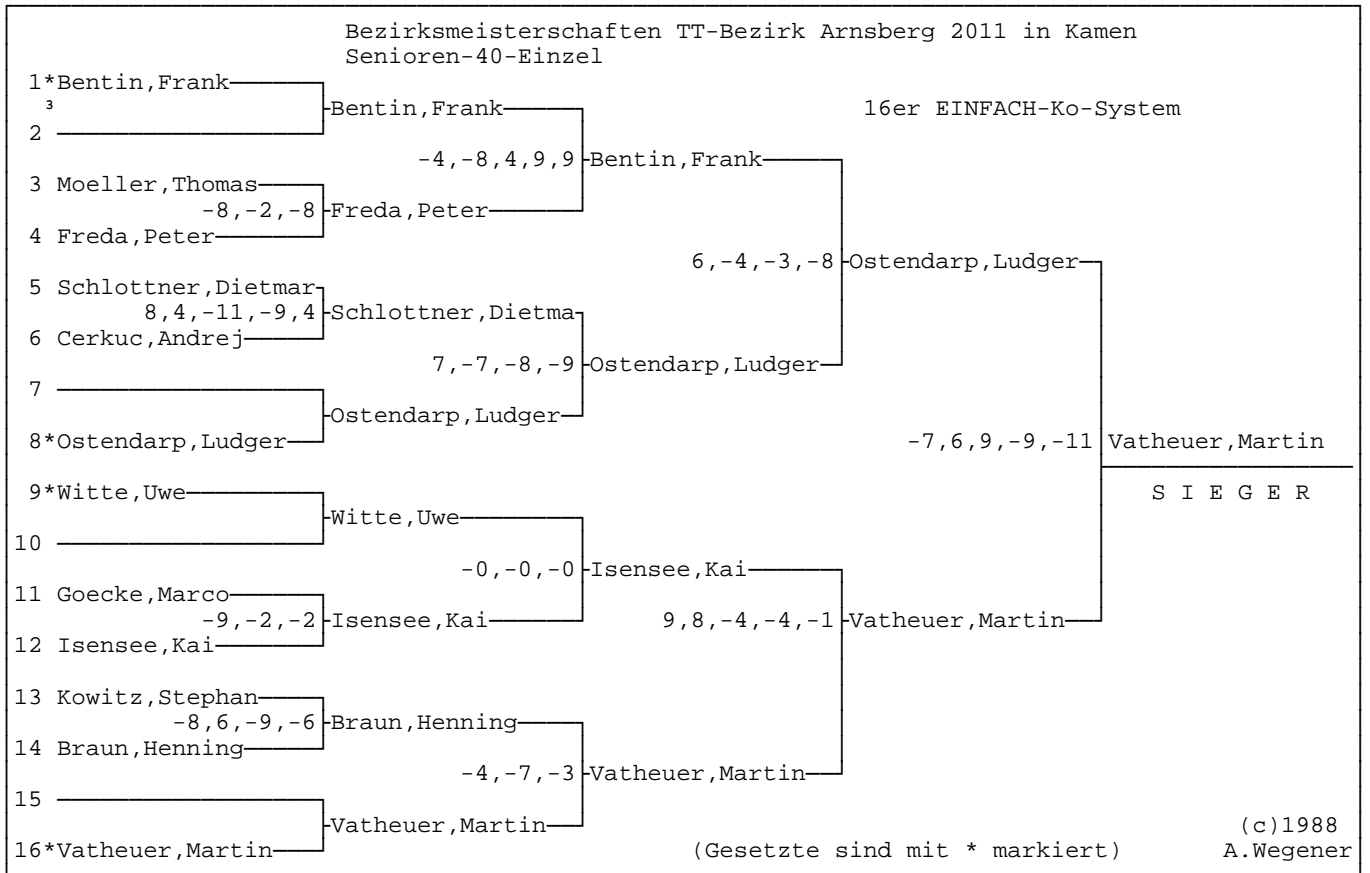 Bezirksmeisterschaften TT-Bezirk Arnsberg 2011 in Kamen
Senioren-40-Einzel
1*Bentin,Frank
³ Bentin,Frank 16er EINFACH-Ko-System
2
-4,-8,4,9,9 Bentin,Frank
3 Moeller,Thomas
-8,-2,-8 Freda,Peter
4 Freda,Peter
6,-4,-3,-8 Ostendarp,Ludger
5 Schlottner,Dietmar
8,4,-11,-9,4 Schlottner,Dietma
6 Cerkuc,Andrej
7,-7,-8,-9 Ostendarp,Ludger
7
Ostendarp,Ludger
8*Ostendarp,Ludger -7,6,9,-9,-11 Vatheuer,Martin
9*Witte,Uwe S I E G E R
Witte,Uwe
10
-0,-0,-0 Isensee,Kai
11 Goecke,Marco
-9,-2,-2 Isensee,Kai 9,8,-4,-4,-1 Vatheuer,Martin
12 Isensee,Kai
13 Kowitz,Stephan
-8,6,-9,-6 Braun,Henning
14 Braun,Henning
-4,-7,-3 Vatheuer,Martin
15
Vatheuer,Martin (c)1988
16*Vatheuer,Martin (Gesetzte sind mit * markiert) A.Wegener